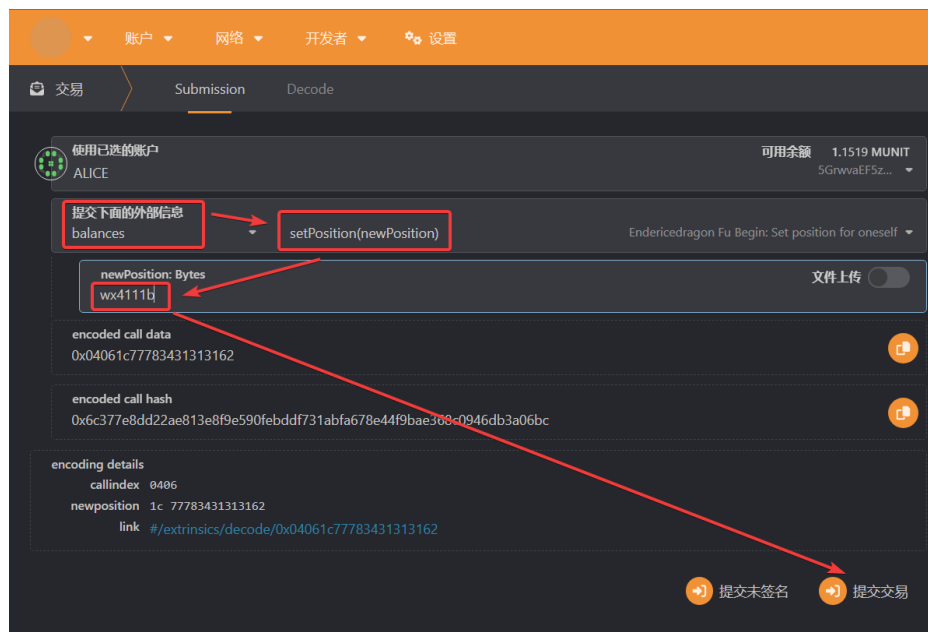 账户 网络 开发者 设置
交易 Submission Decode
使用已选的账户 可用余额 1.1519 MUNIT
ALICE 5GrwvaEF5z...
提交下面的外部信息
balances setPosition(newPosition) Endericedragon Fu Begin: Set position for oneself
newPosition: Bytes 文件上传
wx4111b
encoded call data
0x04061c77783431313162
encoded call hash
0x6c377e8dd22ae813e8f9e590febddf731abfa678e44f9bae368c0946db3a06bc
encoding details
callindex 0406
newposition 1c 77783431313162
link #/extrinsics/decode/0x04061c77783431313162
提交未签名 提交交易